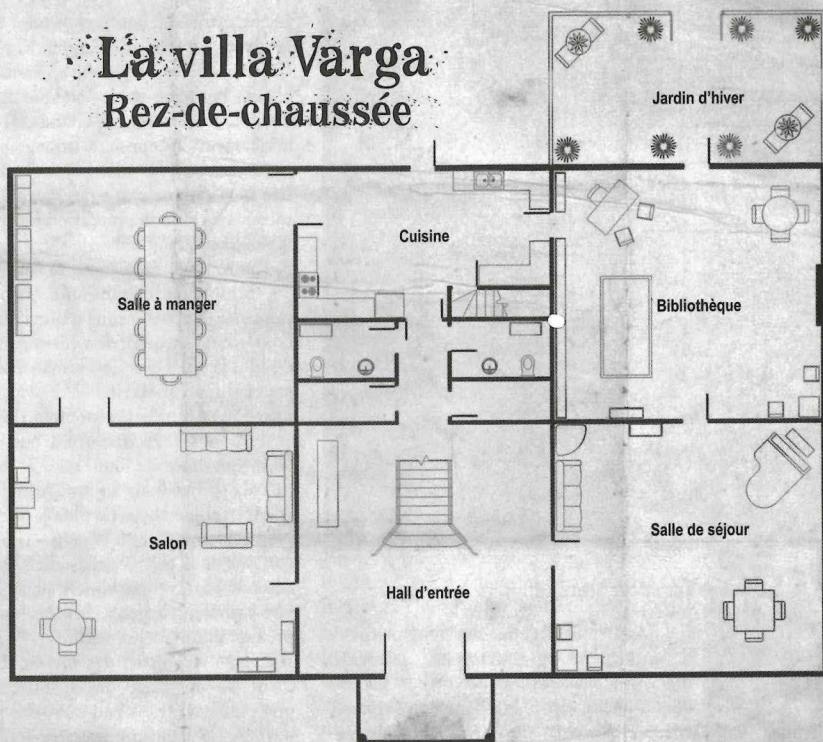 La villa Varga
Rez-de-chaussée
Jardin d'hiver
Cuisine
Salle à manger
Bibliothèque
Salon
Salle de séjour
Hall d'entrée